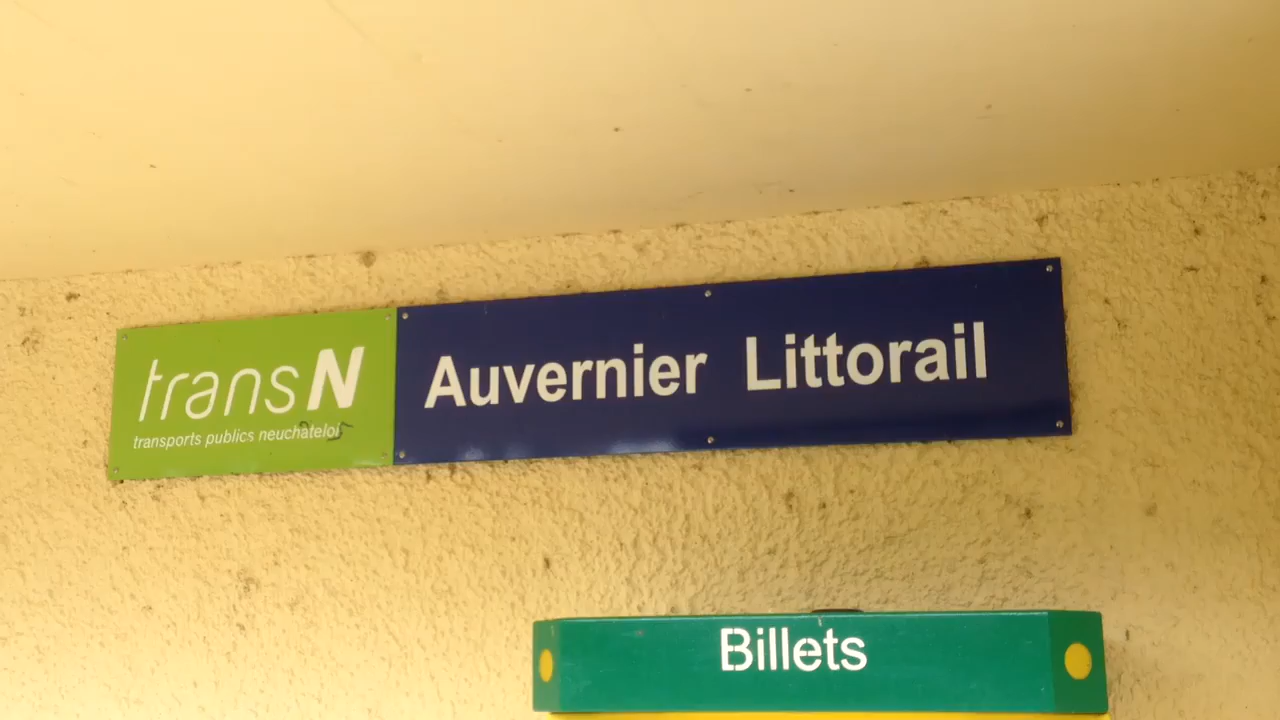 transN
transports publics neuchâtelois
Auvernier Littorail
Billets